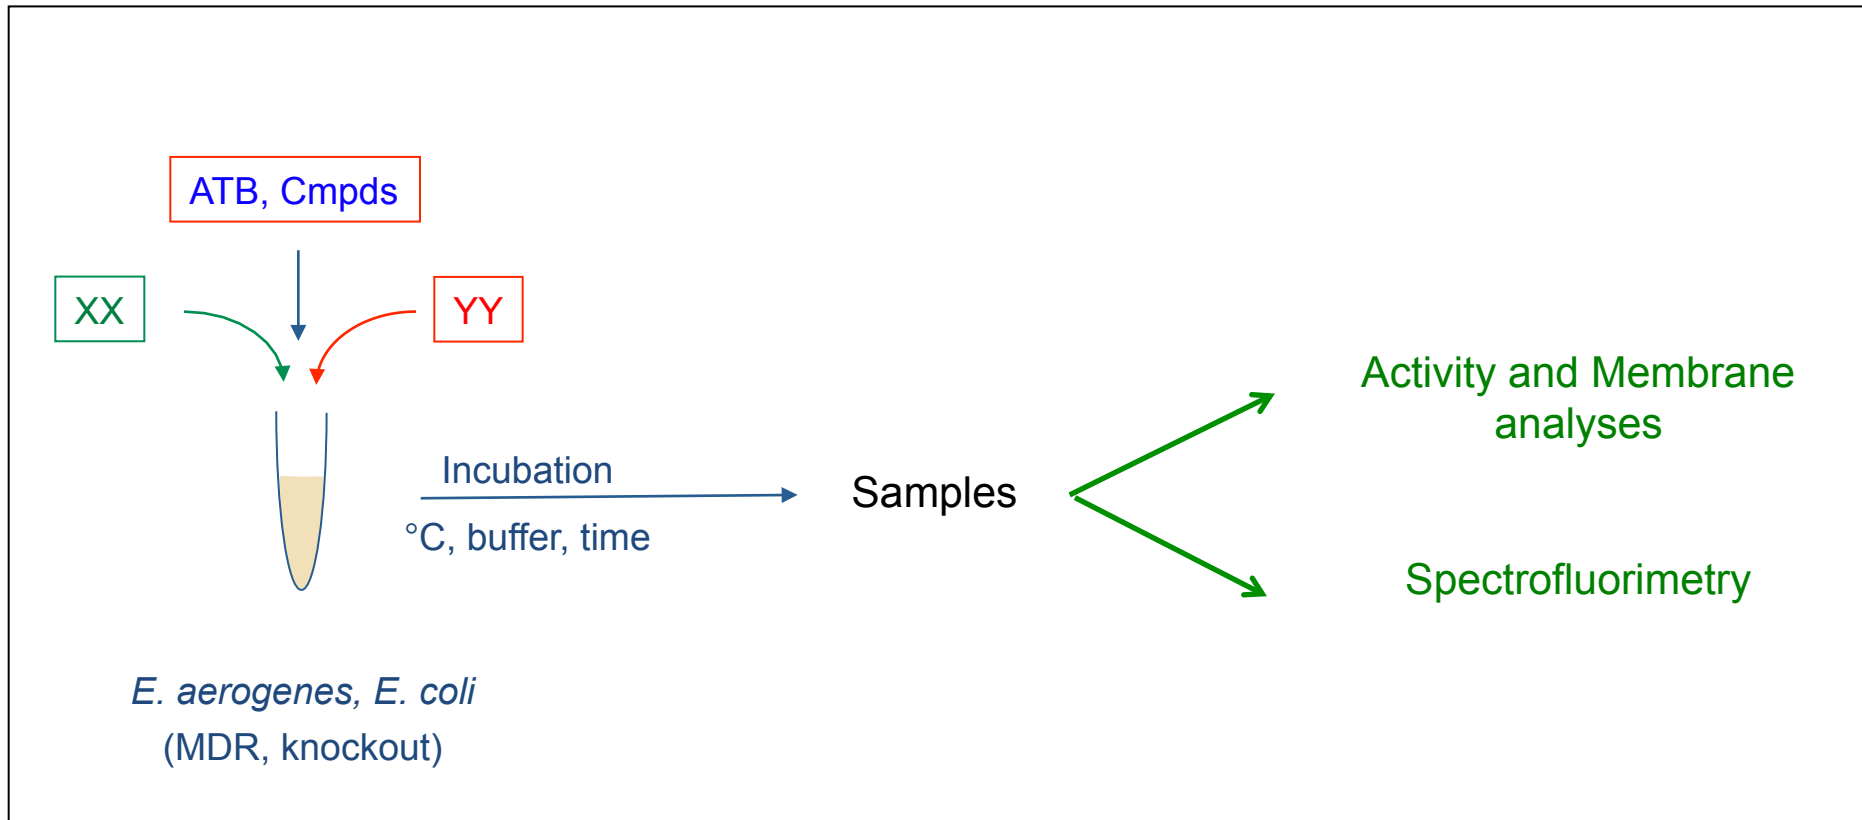 ATB, Cmpds
XX
YY
Incubation
°C, buffer, time
Samples
Activity and Membrane
analyses
Spectrofluorimetry
E. aerogenes, E. coli
(MDR, knockout)